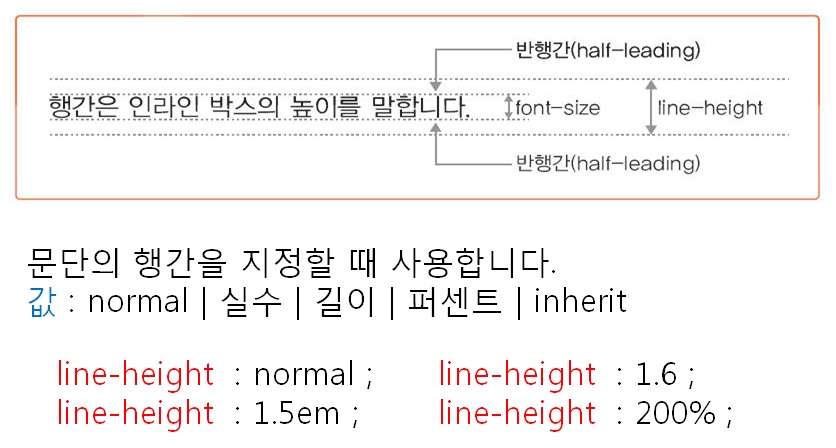 반행간(half-leading)
행간은 인라인 박스의 높이를 말합니다. font-size line-height
반행간(half-leading)
문단의 행간을 지정할 때 사용합니다.
값 : normal | 실수 | 길이 | 퍼센트 | inherit
line-height : normal ; line-height : 1.6 ;
line-height : 1.5em ; line-height : 200% ;